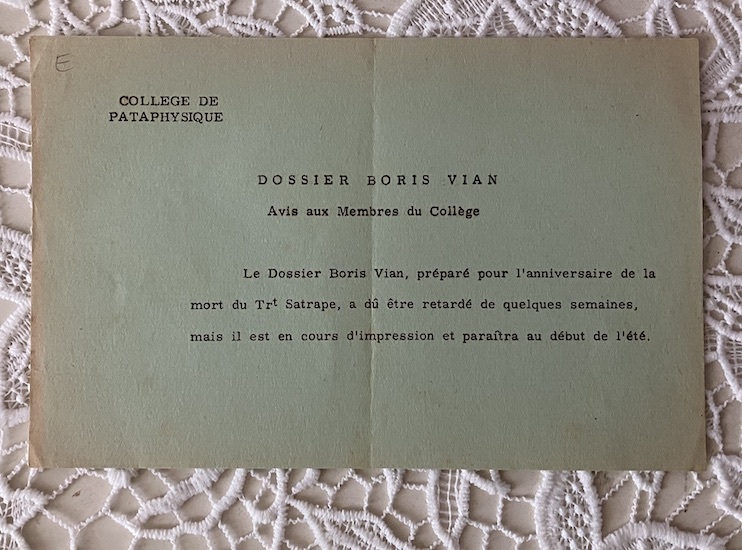 E
COLLEGE DE
PATAPHYSIQUE
DOSSIER BORIS VIAN
Avis aux Membres du Collège
Le Dossier Boris Vian, préparé pour l'anniversaire de la
mort du Trt Satrape, a dû être retardé de quelques semaines,
mais il est en cours d'impression et paraîtra au début de l'été.